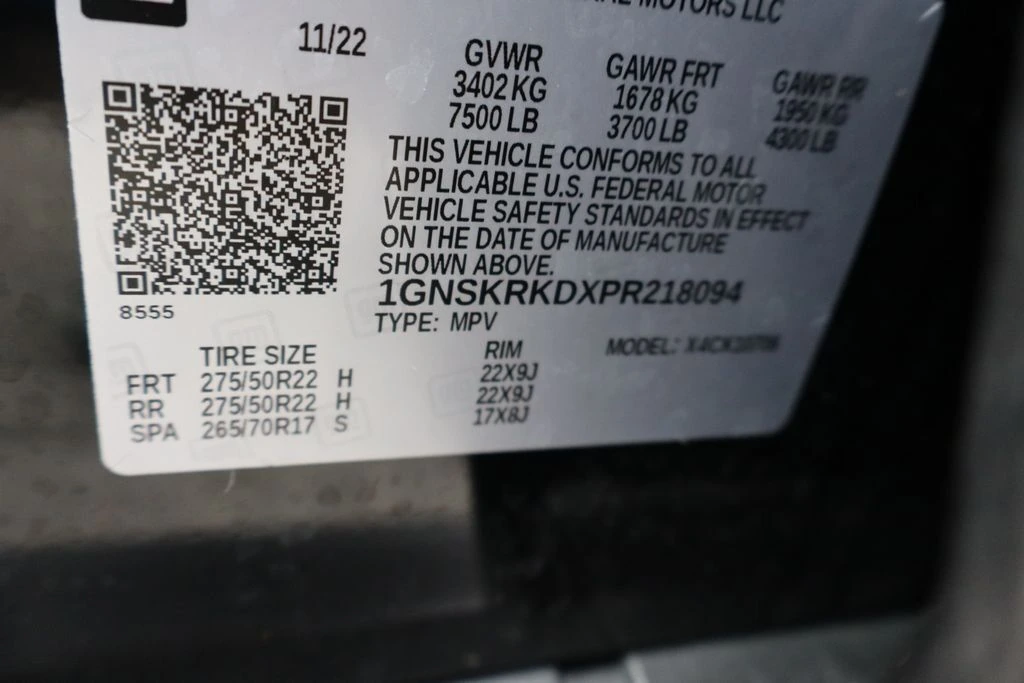 MOTORS LLC
11/22
GVWR GAWR FRT GAWR RR
3402 KG 1678 KG 1950 KG
7500 LB 3700 LB 4300 LB
THIS VEHICLE CONFORMS TO ALL
APPLICABLE U.S. FEDERAL MOTOR
VEHICLE SAFETY STANDARDS IN EFFECT
ON THE DATE OF MANUFACTURE
SHOWN ABOVE.
1GNSKRKDXPR218094
8555
TYPE: MPV
TIRE SIZE RIM MODEL:
FRT 275/50R22 H 22X9J
RR 275/50R22 H 22X9J
SPA 265/70R17 S 17X8J